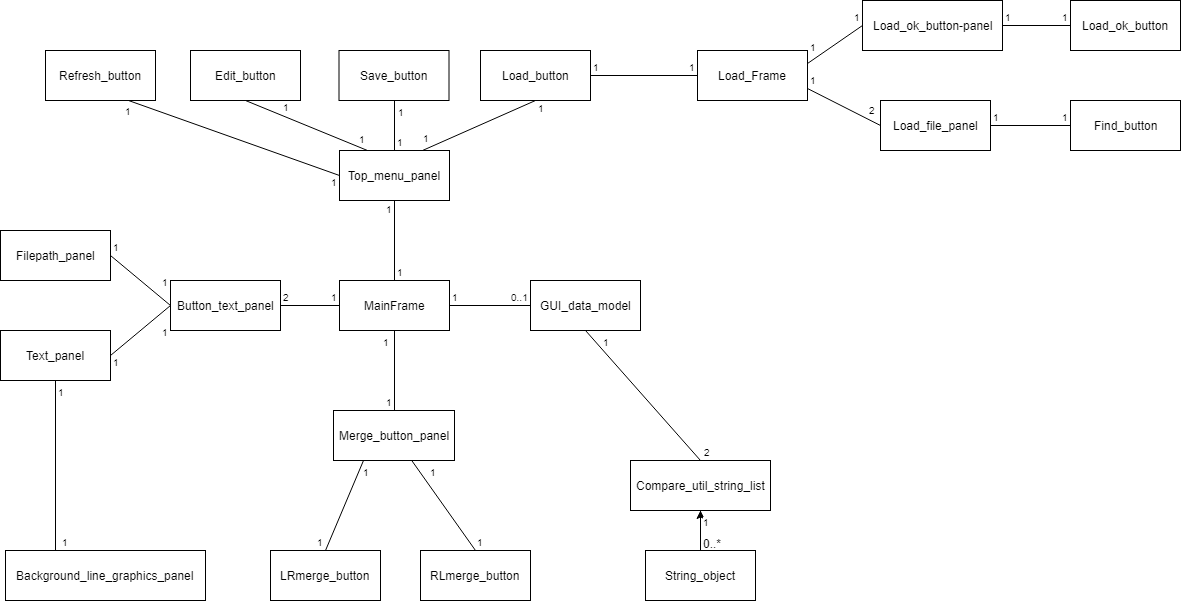 Load_ok_button-panel
1
1
Load_ok_button
1
1
Refresh_button
Edit_button
Save_button
Load_button
1
1
Load_Frame
1
1
2
Load_file_panel
1
1
Find_button
1
1
1
1
1
1
1
1
Top_menu_panel
1
Filepath_panel
1
1
1
Button_text_panel
2
1
MainFrame
1
0..1
GUI_data_model
1
1
1
1
Text_panel
1
1
Merge_button_panel
2
1
1
Compare_util_string_list
1
0..*
1
1
1
Background_line_graphics_panel
LRmerge_button
RLmerge_button
String_object